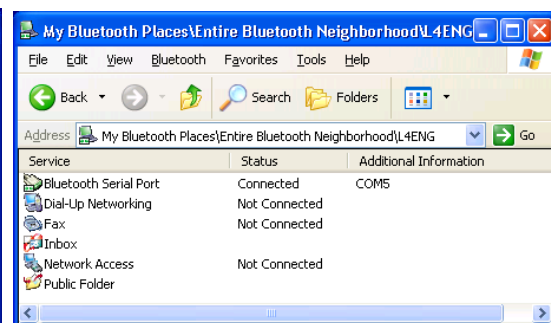 My Bluetooth Places\Entire Bluetooth Neighborhood\L4ENG
File Edit View Bluetooth Favorites Tools Help
Back Search Folders
Address My Bluetooth Places\Entire Bluetooth Neighborhood\L4ENG Go
Service Status Additional Information
Bluetooth Serial Port Connected COM5
Dial-Up Networking Not Connected
Fax Not Connected
Inbox
Network Access Not Connected
Public Folder